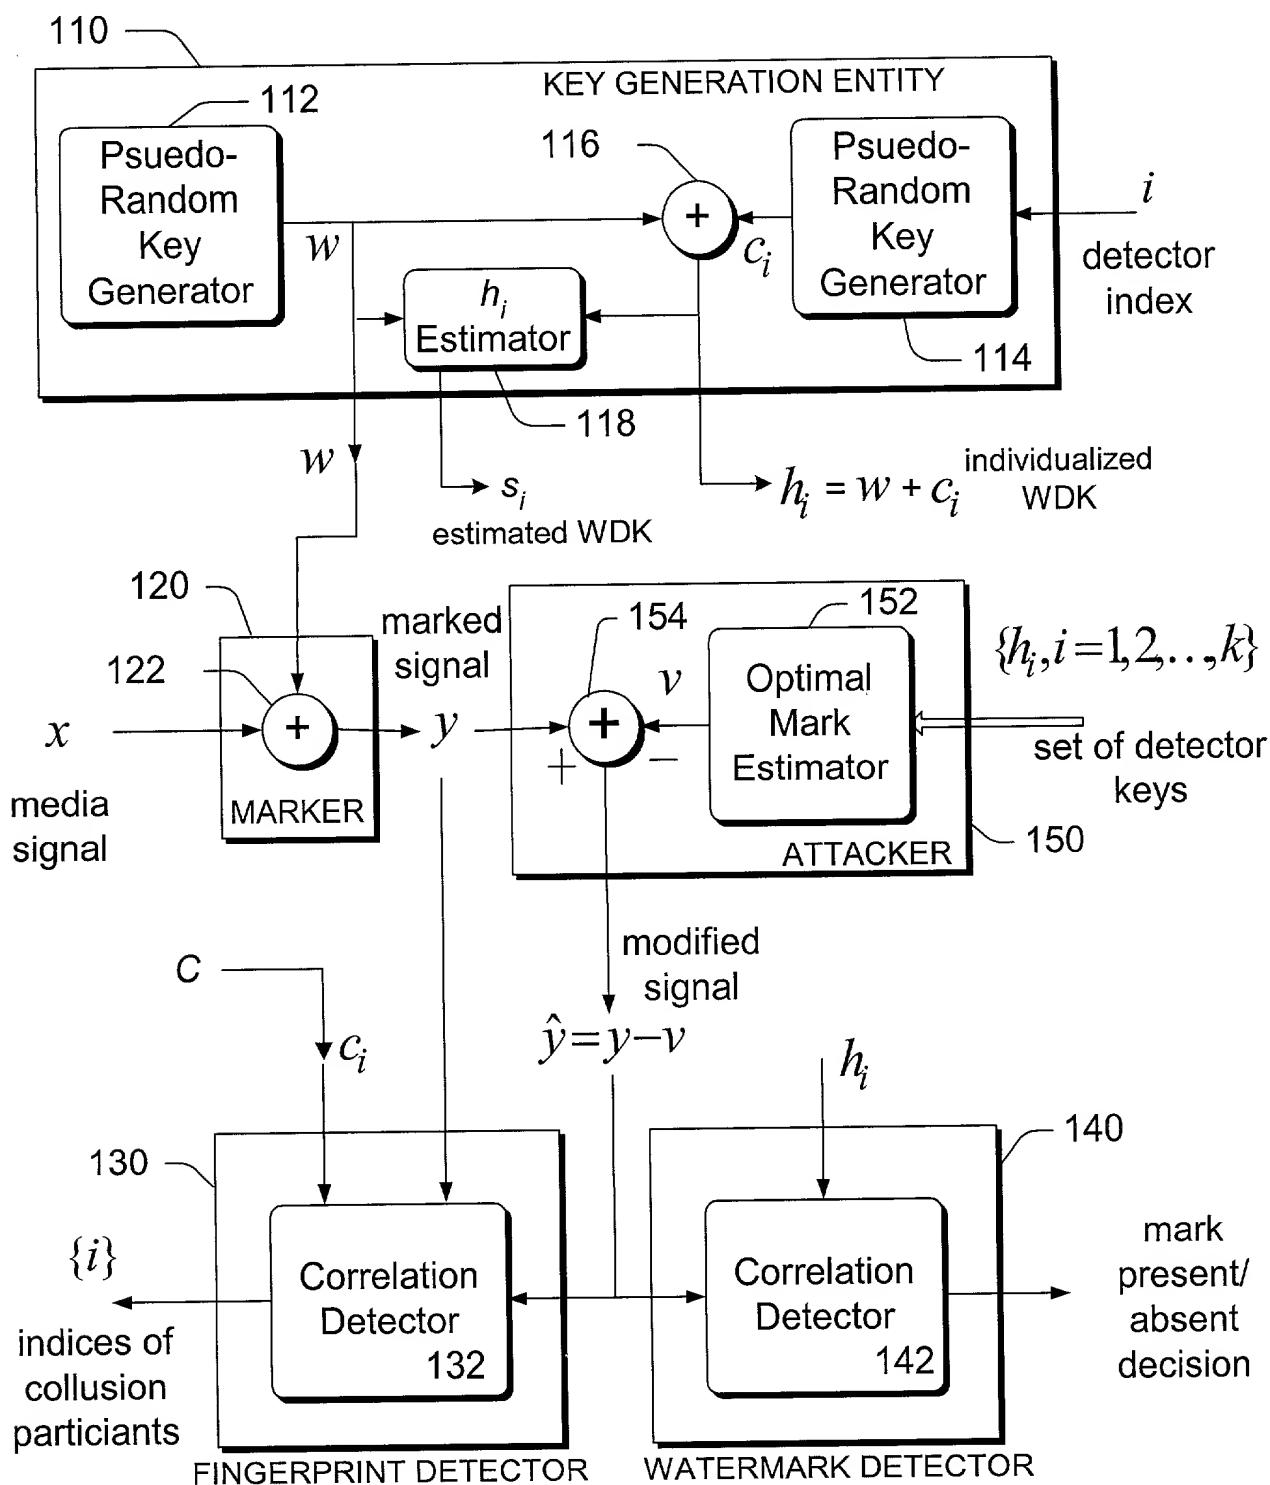 110
KEY GENERATION ENTITY
112
Psuedo-
Random
Key
Generator
116
+
Psuedo-
Random
Key
Generator
i
detector
index
w
c_i
h_i
Estimator
114
118
w
s_i
estimated WDK
h_i = w + c_i
individualized
WDK
120
122
marked
signal
154
152
+
v
Optimal
Mark
Estimator
{h_i, i=1,2,..,k}
set of detector
keys
x
media
signal
+
y
+
−
MARKER
ATTACKER
150
modified
signal
C
c_i
ŷ=y−v
h_i
130
140
{i}
indices of
collusion
particiants
Correlation
Detector
132
Correlation
Detector
142
mark
present/
absent
decision
FINGERPRINT DETECTOR
WATERMARK DETECTOR